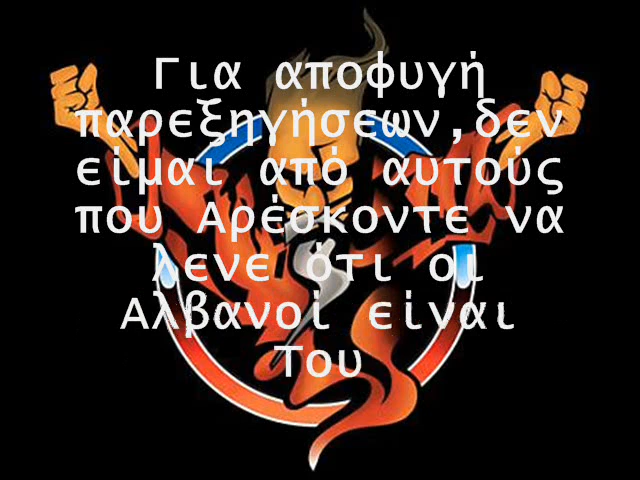 Για αποφυγή
παρεξηγήσεων,δεν
είμαι από αυτούς
που Αρέσκοντε να
λενε ότι οι
Αλβανοί είναι
Του